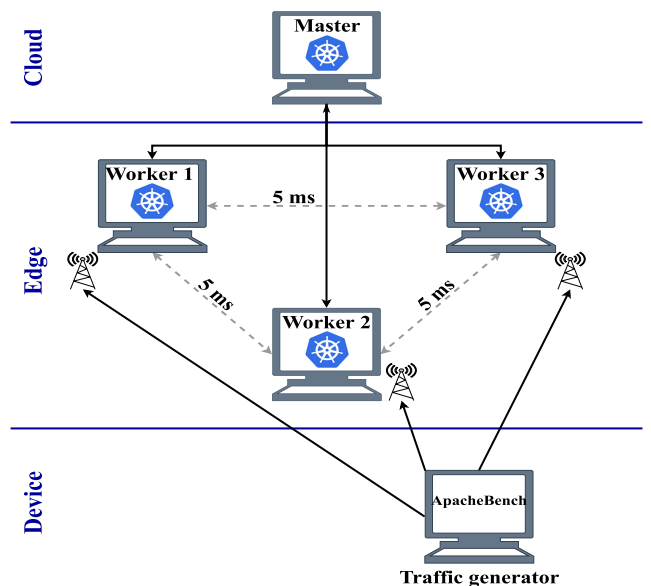 Cloud
Master
Worker 1
Worker 3
5 ms
Edge
5 ms
5 ms
Worker 2
Device
ApacheBench
Traffic generator